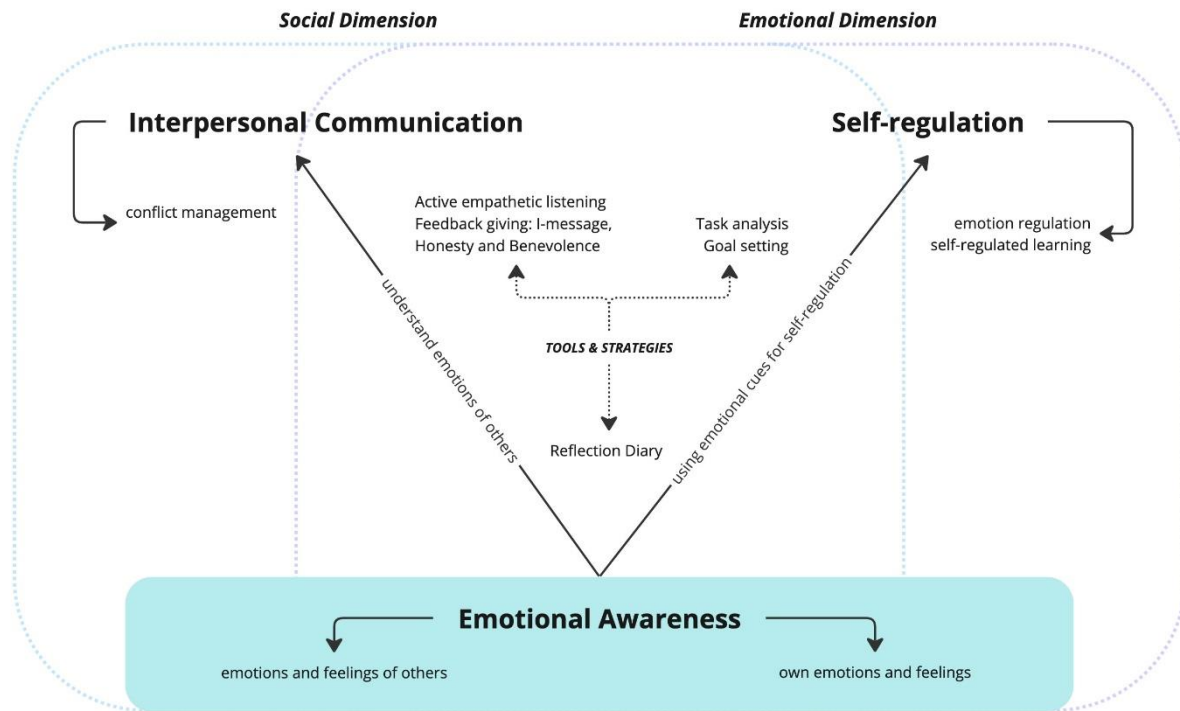 Social Dimension
Emotional Dimension
Interpersonal Communication
Self-regulation
conflict management
Active empathetic listening
Feedback giving: I-message,
Honesty and Benevolence
Task analysis
Goal setting
emotion regulation
self-regulated learning
understand emotions of others
using emotional cues for self-regulation
TOOLS & STRATEGIES
Reflection Diary
Emotional Awareness
emotions and feelings of others
own emotions and feelings